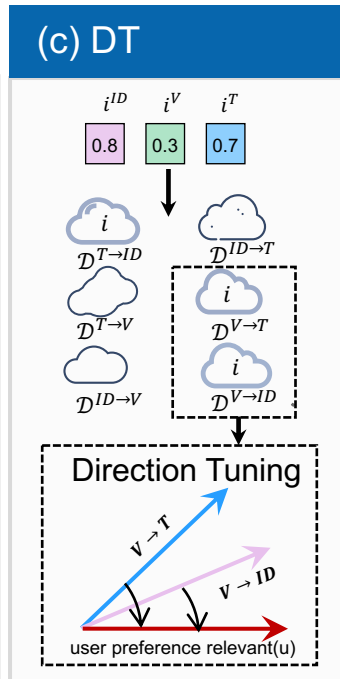 (c) DT
i^{ID} i^{V} i^{T}
0.8 0.3 0.7
i
𝒟^{T→ID} 𝒟^{ID→T}
i
𝒟^{T→V} 𝒟^{V→T}
i
𝒟^{ID→V} 𝒟^{V→ID}
Direction Tuning
V → T
V → ID
user preference relevant(u)